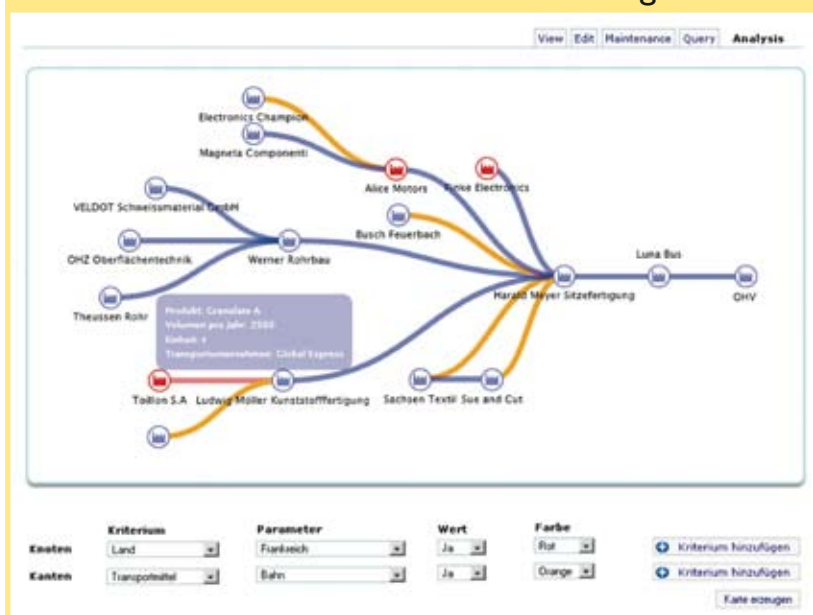 View Edit Maintenance Query Analysis
Electronics Champion
Magneta Componenti
Alice Motors
Finke Electronics
VELDOT Schweissmaterial GmbH
Busch Feuerbach
OHZ Oberflächentechnik
Werner Rohrbau
Luna Bus
Harald Meyer Sitzefertigung
OHV
Theussen Rohr
Produkt: Granulate A
Volumen pro Jahr: 2500
Einheit: t
Transportunternehmen: Global Express
Toillon S.A
Ludwig Möller Kunststofffertigung
Sachsen Textil
Sue and Cut
Kriterium Parameter Wert Farbe
Knoten Land Frankreich Ja Rot Kriterium hinzufügen
Kanten Transportmittel Bahn Ja Orange Kriterium hinzufügen
Karte erzeugen